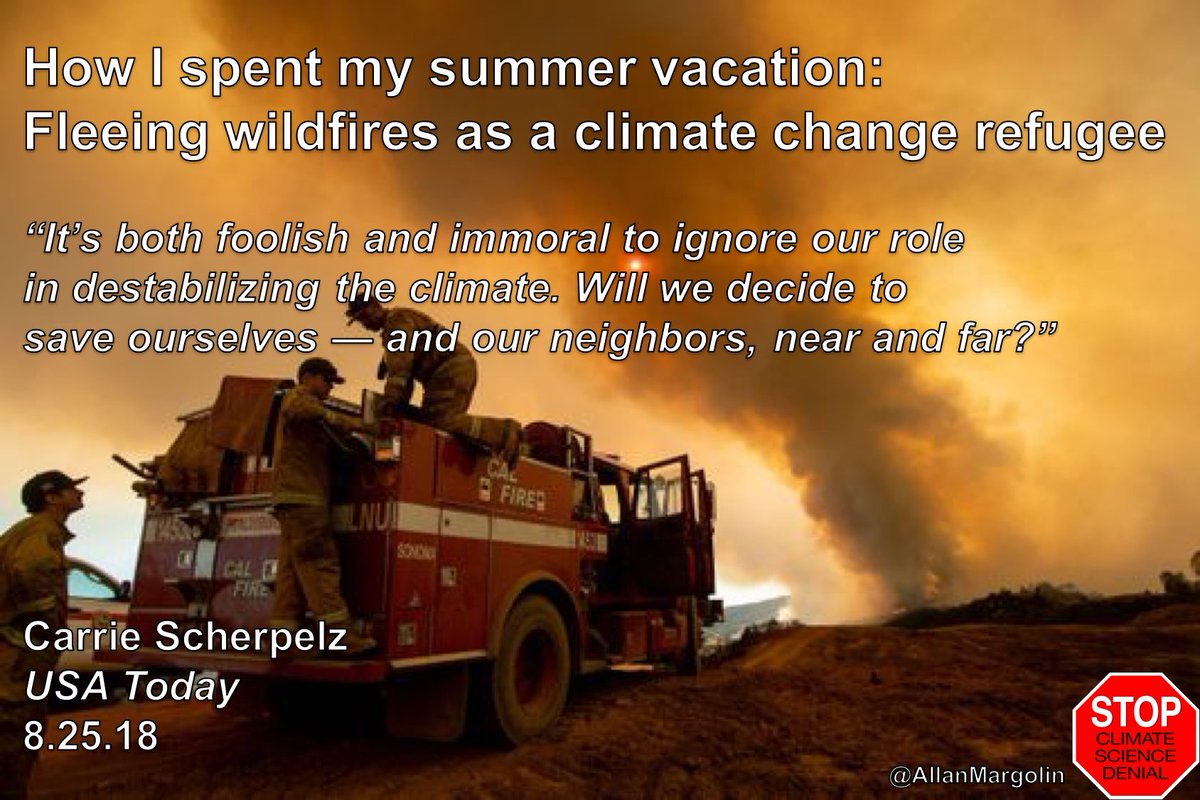 How I spent my summer vacation:
Fleeing wildfires as a climate change refugee
“It’s both foolish and immoral to ignore our role
in destabilizing the climate. Will we decide to
save ourselves — and our neighbors, near and far?”
CAL
FIRE
LNU
SONOMA
CAL
FIRE
Carrie Scherpelz
USA Today
8.25.18
STOP
CLIMATE
SCIENCE
DENIAL
@AllanMargolin